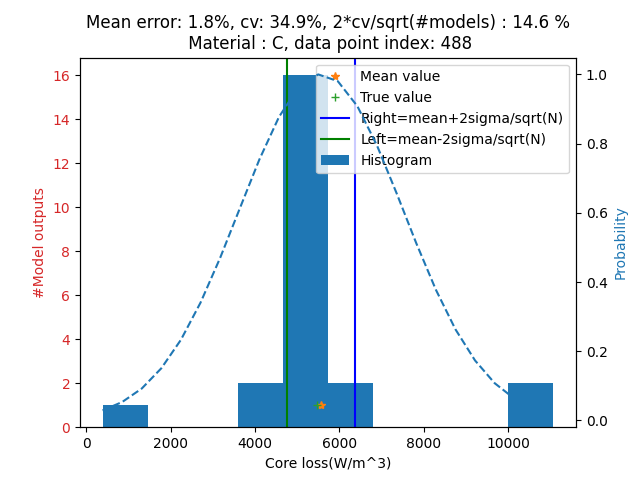 Mean error: 1.8%, cv: 34.9%, 2*cv/sqrt(#models) : 14.6 %
Material : C, data point index: 488
Mean value
True value
Right=mean+2sigma/sqrt(N)
Left=mean-2sigma/sqrt(N)
Histogram
#Model outputs
16
14
12
10
8
6
4
2
0
1.0
0.8
0.6
0.4
0.2
0.0
Probability
0 2000 4000 6000 8000 10000
Core loss(W/m^3)